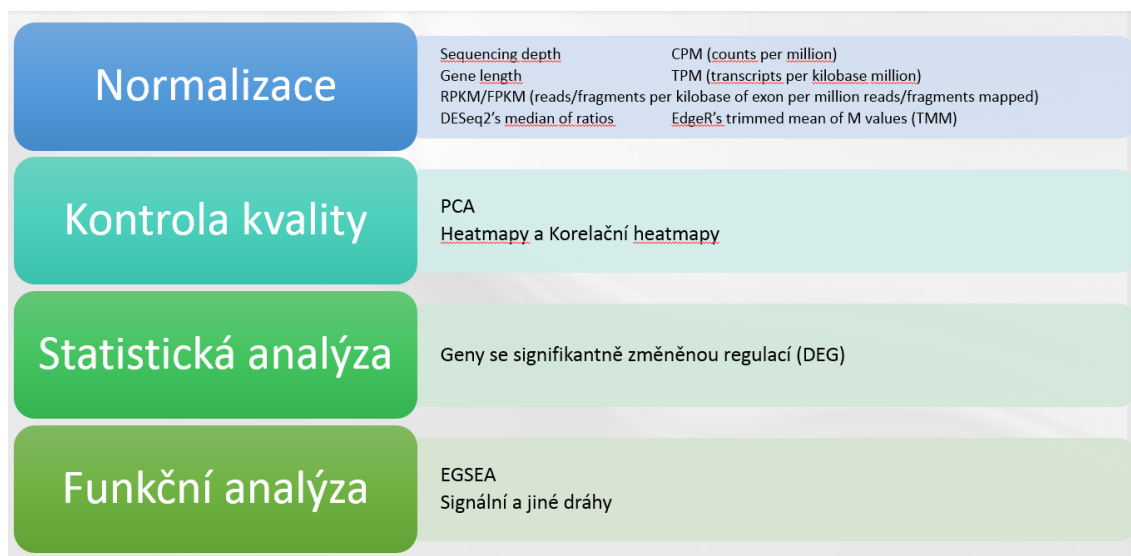 Normalizace
Sequencing depth CPM (counts per million)
Gene length TPM (transcripts per kilobase million)
RPKM/FPKM (reads/fragments per kilobase of exon per million reads/fragments mapped)
DESeq2’s median of ratios EdgeR’s trimmed mean of M values (TMM)
Kontrola kvality
PCA
Heatmapy a Korelační heatmapy
Statistická analýza
Geny se signifikantně změněnou regulací (DEG)
Funkční analýza
EGSEA
Signální a jiné dráhy